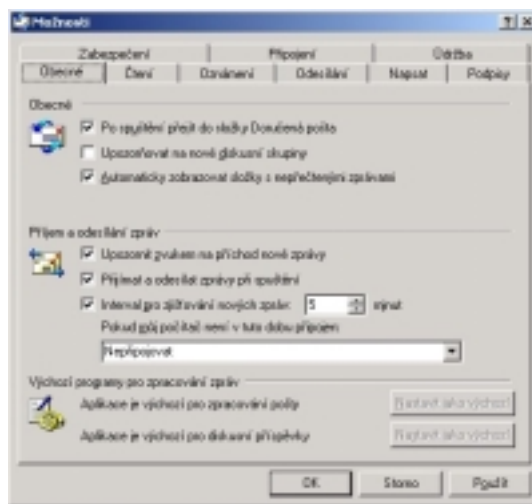 Možnosti
Zabezpečení Připojení Údržba
Obecné Čtení Oznámení Odesílání Napsat Podpisy
Obecné
Po spuštění přejít do složky Doručená pošta
Upozorňovat na nové diskusní skupiny
Automaticky zobrazovat složky s nepřečtenými zprávami
Příjem a odesílání zpráv
Upozornit zvukem na příchod nové zprávy
Přijímat a odesílat zprávy při spuštění
Interval pro zjišťování nových zpráv: 5 minut
Pokud můj počítač není v tuto dobu připojen:
Nepřipojovat
Výchozí programy pro zpracování zpráv
Aplikace je výchozí pro zpracování pošty Nastavit jako výchozí
Aplikace je výchozí pro diskusní příspěvky Nastavit jako výchozí
OK Storno Použít